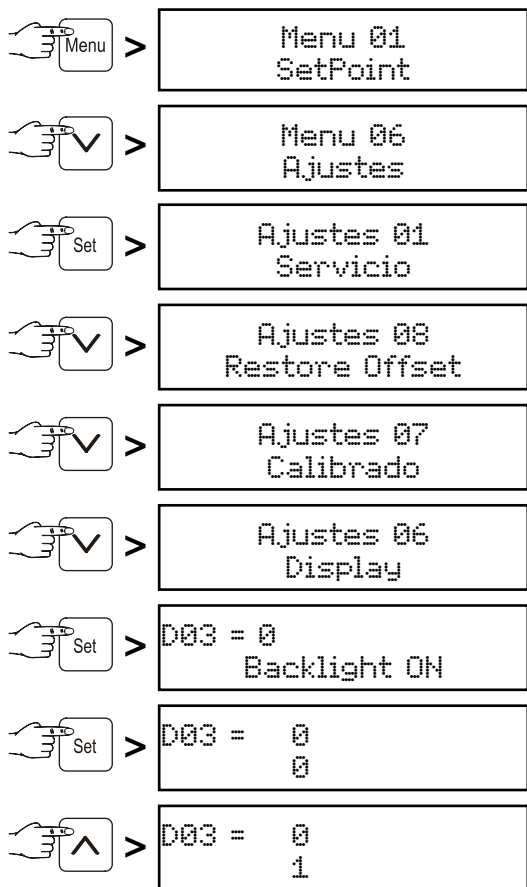 Menu > Menu 01
SetPoint
> Menu 06
Ajustes
Set > Ajustes 01
Servicio
> Ajustes 08
Restore Offset
> Ajustes 07
Calibrado
> Ajustes 06
Display
Set > D03 = 0
Backlight ON
Set > D03 = 0
0
> D03 = 0
1